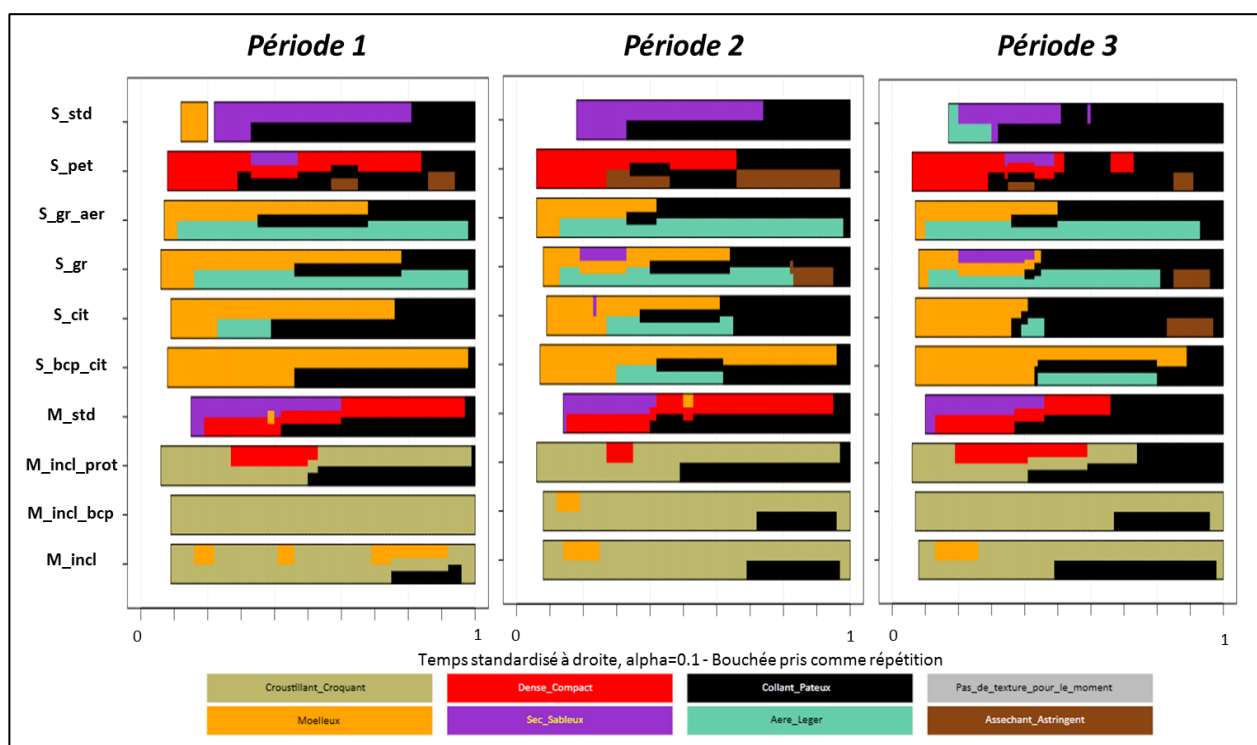 Période 1
Période 2
Période 3
S_std
S_pet
S_gr_aer
S_gr
S_cit
S_bcp_cit
M_std
M_incl_prot
M_incl_bcp
M_incl
0 1 0 1 0 1
Temps standardisé à droite, alpha=0.1 - Bouchée pris comme répétition
Croustillant_Croquant Dense_Compact Collant_Pateux Pas_de_texture_pour_le_moment
Moelleux Sec_Sableux Aere_Leger Assechant_Astringent